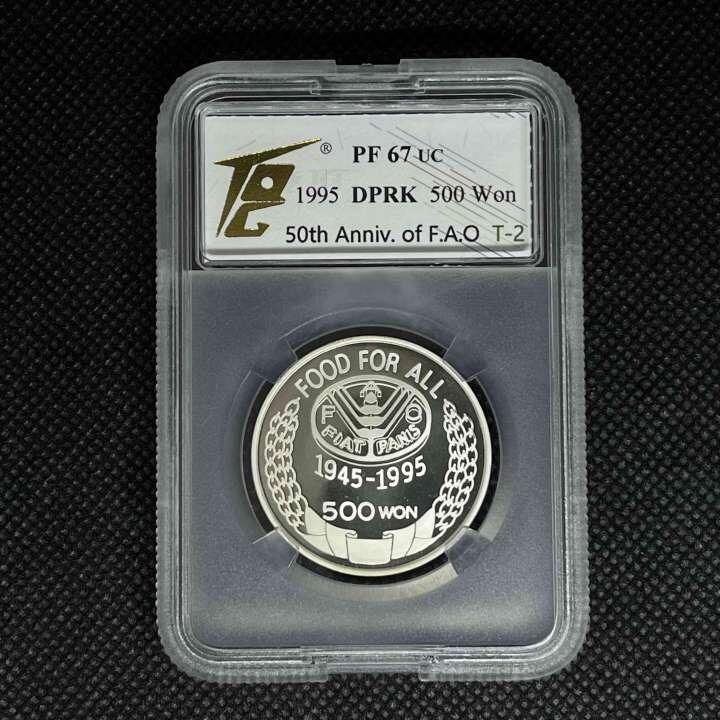 ® PF 67 UC
1995 DPRK 500 Won
50th Anniv. of F.A.O T-2
FOOD FOR ALL
F O
FIAT PANIS
1945-1995
500 WON